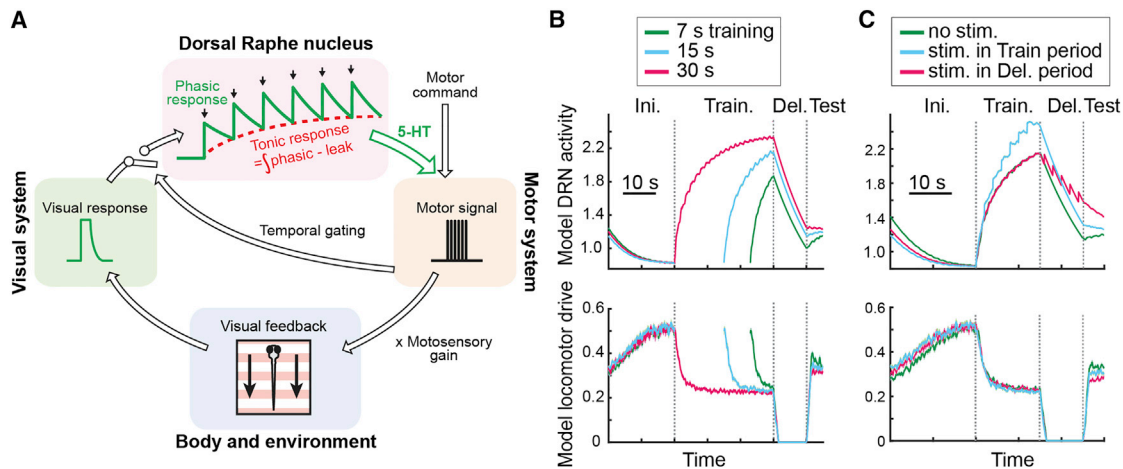 A
Dorsal Raphe nucleus
Phasic
response
Tonic response
=∫phasic - leak
5-HT
Motor
command
Visual system
Visual response
Temporal gating
Motor signal
Motor system
Visual feedback
x Motosensory
gain
Body and environment
B
7 s training
15 s
30 s
Ini.
Train.
Del.
Test
Model DRN activity
2.2
1.8
1.4
1.0
10 s
Model locomotor drive
0.6
0.4
0.2
0
Time
C
no stim.
stim. in Train period
stim. in Del. period
Ini.
Train.
Del.
Test
2.2
1.8
1.4
1.0
10 s
0.6
0.4
0.2
0
Time